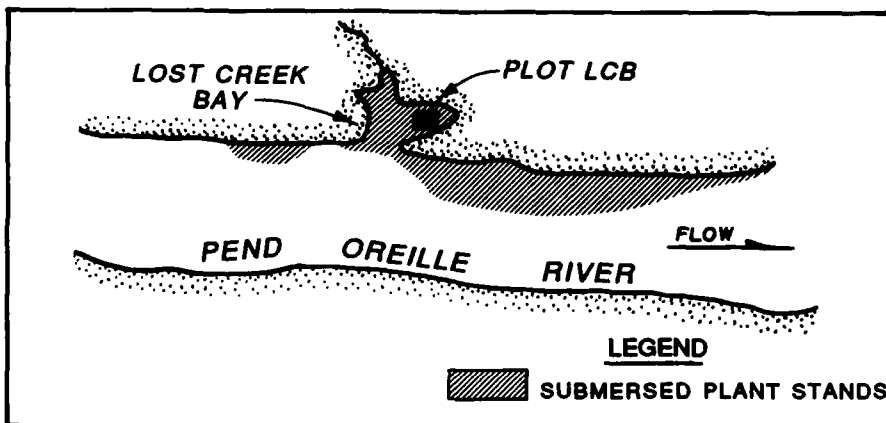 LOST CREEK
BAY
PLOT LCB
FLOW
PEND OREILLE RIVER
LEGEND
SUBMERSED PLANT STANDS